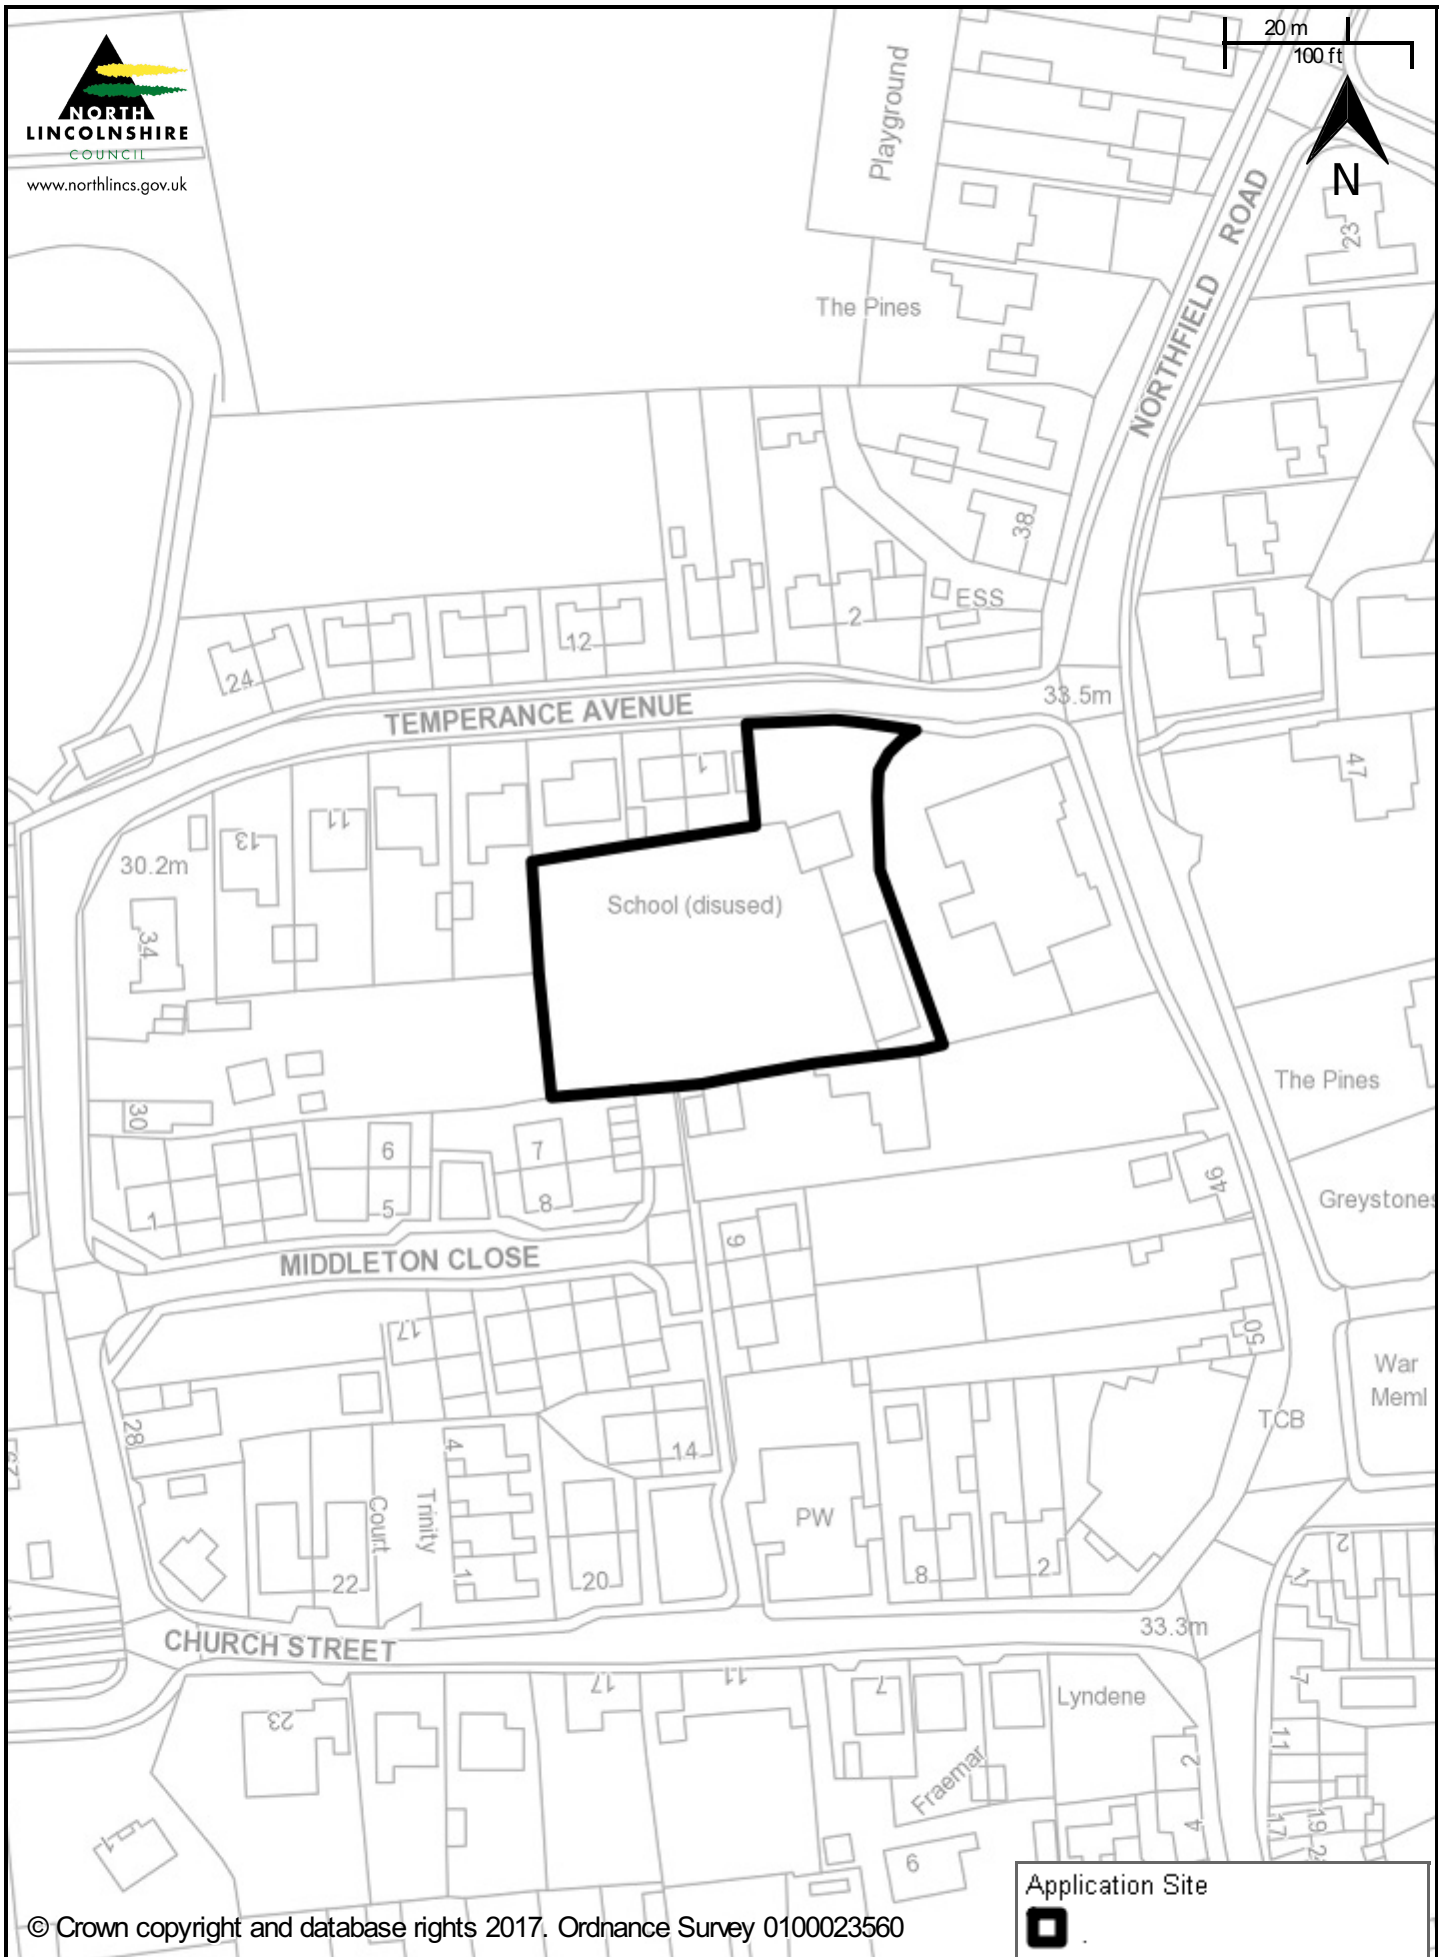 NORTH
LINCOLNSHIRE
COUNCIL
www.northlincs.gov.uk
20 m
100 ft
N
Playground
NORTHFIELD ROAD
23
The Pines
38
ESS
2
12
24
33.5m
TEMPERANCE AVENUE
47
1
11
13
30.2m
School (disused)
34
The Pines
30
6
7
46
Greystones
5
8
1
9
MIDDLETON CLOSE
17
50
War
Meml
TCB
28
4
14
Trinity
Court
PW
22
1
20
8
2
2
1
33.3m
CHURCH STREET
17
11
7
Lyndene
7
23
2
11
Fraemar
1
4
17
19
6
Application Site
.
© Crown copyright and database rights 2017. Ordnance Survey 0100023560